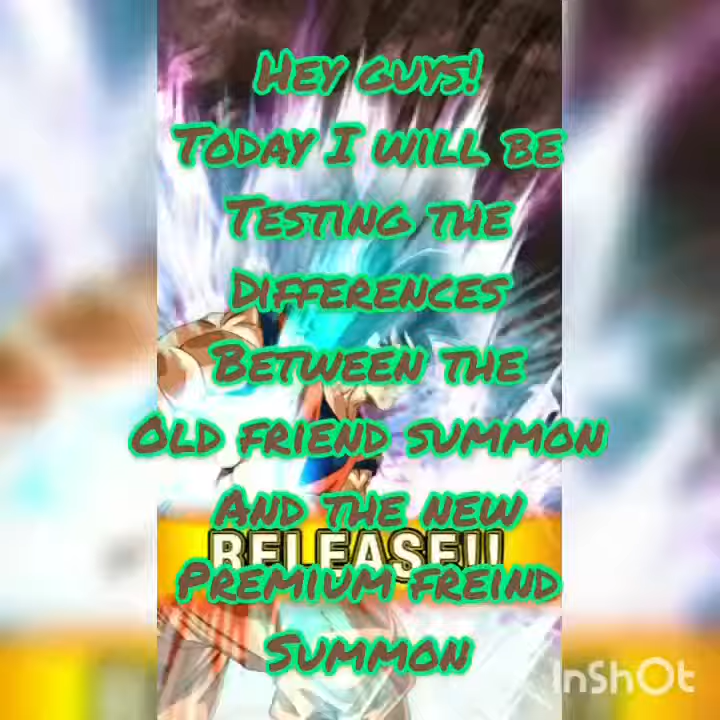 Hey guys!
Today I will be
Testing the
Differences
Between the
Old friend summon
And the new
RELEASE!!
Premium freind
Summon
InShOt